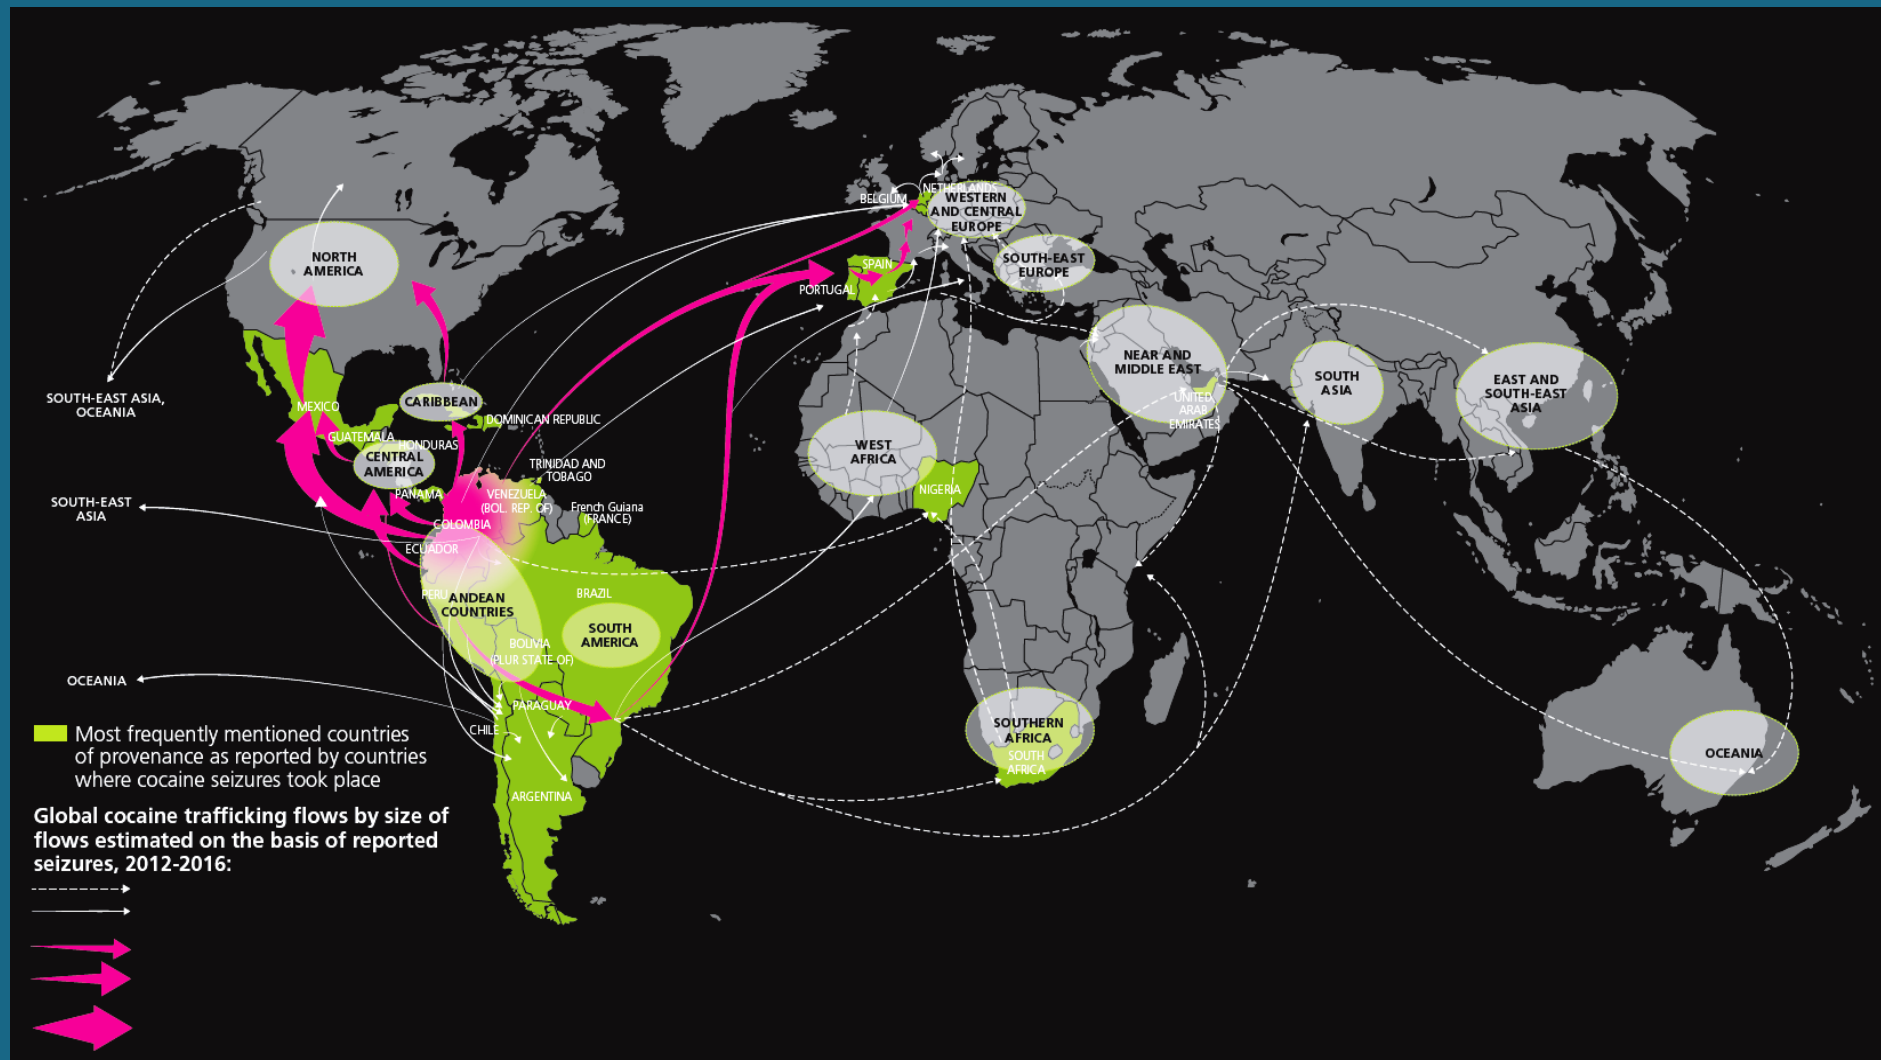 NORTH
AMERICA
SOUTH-EAST ASIA,
OCEANIA
SOUTH-EAST
ASIA
OCEANIA
CARIBBEAN
MEXICO
DOMINICAN REPUBLIC
GUATEMALA
HONDURAS
CENTRAL
AMERICA
TRINIDAD AND
TOBAGO
PANAMA
VENEZUELA
(BOL. REP. OF)
French Guiana
(FRANCE)
COLOMBIA
ECUADOR
PERU
ANDEAN
COUNTRIES
BRAZIL
SOUTH
AMERICA
BOLIVIA
(PLUR STATE OF)
PARAGUAY
CHILE
ARGENTINA
NETHERLANDS
BELGIUM
WESTERN
AND CENTRAL
EUROPE
SOUTH-EAST
EUROPE
SPAIN
PORTUGAL
NEAR AND
MIDDLE EAST
UNITED
ARAB
EMIRATES
SOUTH
ASIA
EAST AND
SOUTH-EAST
ASIA
WEST
AFRICA
NIGERIA
SOUTHERN
AFRICA
SOUTH
AFRICA
OCEANIA
Most frequently mentioned countries
of provenance as reported by countries
where cocaine seizures took place
Global cocaine trafficking flows by size of
flows estimated on the basis of reported
seizures, 2012-2016: